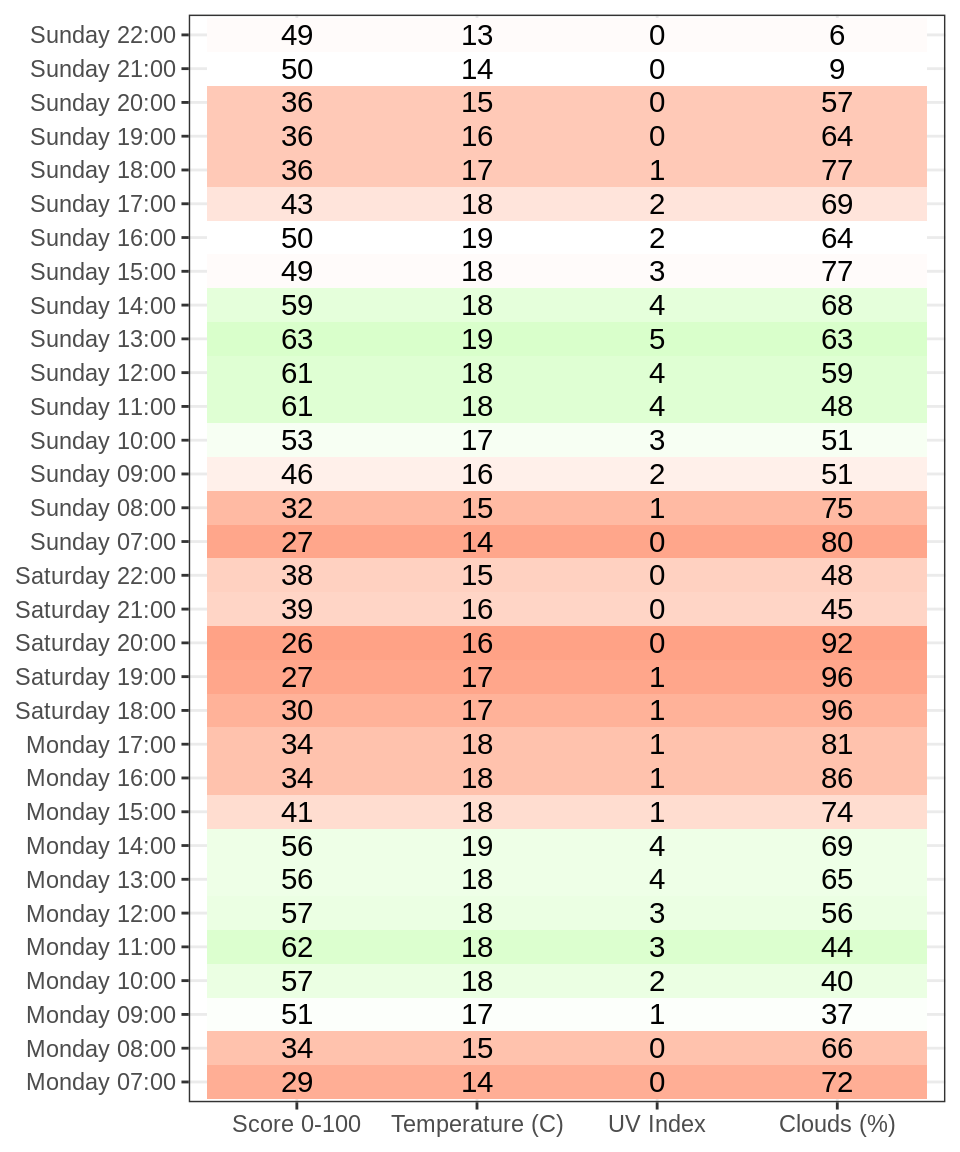 Sunday 22:00 49 13 0 6
Sunday 21:00 50 14 0 9
Sunday 20:00 36 15 0 57
Sunday 19:00 36 16 0 64
Sunday 18:00 36 17 1 77
Sunday 17:00 43 18 2 69
Sunday 16:00 50 19 2 64
Sunday 15:00 49 18 3 77
Sunday 14:00 59 18 4 68
Sunday 13:00 63 19 5 63
Sunday 12:00 61 18 4 59
Sunday 11:00 61 18 4 48
Sunday 10:00 53 17 3 51
Sunday 09:00 46 16 2 51
Sunday 08:00 32 15 1 75
Sunday 07:00 27 14 0 80
Saturday 22:00 38 15 0 48
Saturday 21:00 39 16 0 45
Saturday 20:00 26 16 0 92
Saturday 19:00 27 17 1 96
Saturday 18:00 30 17 1 96
Monday 17:00 34 18 1 81
Monday 16:00 34 18 1 86
Monday 15:00 41 18 1 74
Monday 14:00 56 19 4 69
Monday 13:00 56 18 4 65
Monday 12:00 57 18 3 56
Monday 11:00 62 18 3 44
Monday 10:00 57 18 2 40
Monday 09:00 51 17 1 37
Monday 08:00 34 15 0 66
Monday 07:00 29 14 0 72
Score 0-100 Temperature (C) UV Index Clouds (%)